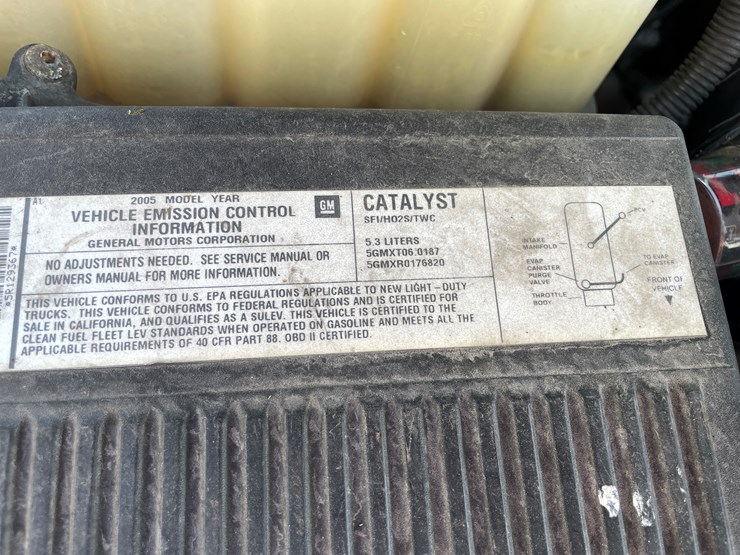 A1
2005 MODEL YEAR
VEHICLE EMISSION CONTROL
INFORMATION
GENERAL MOTORS CORPORATION
GM
NO ADJUSTMENTS NEEDED. SEE SERVICE MANUAL OR
OWNERS MANUAL FOR MORE INFORMATION.
CATALYST
SFI/HO2S/TWC
5.3 LITERS
5GMXT06.0187
5GMXR0176820
THIS VEHICLE CONFORMS TO U.S. EPA REGULATIONS APPLICABLE TO NEW LIGHT-DUTY
TRUCKS. THIS VEHICLE CONFORMS TO FEDERAL REGULATIONS AND IS CERTIFIED FOR
SALE IN CALIFORNIA, AND QUALIFIES AS A SULEV. THIS VEHICLE IS CERTIFIED TO THE
CLEAN FUEL FLEET LEV STANDARDS WHEN OPERATED ON GASOLINE AND MEETS ALL THE
APPLICABLE REQUIREMENTS OF 40 CFR PART 88. OBD II CERTIFIED.
INTAKE
MANIFOLD
EVAP
CANISTER
PURGE
VALVE
THROTTLE
BODY
TO EVAP
CANISTER
FRONT OF
VEHICLE
*5R129367*